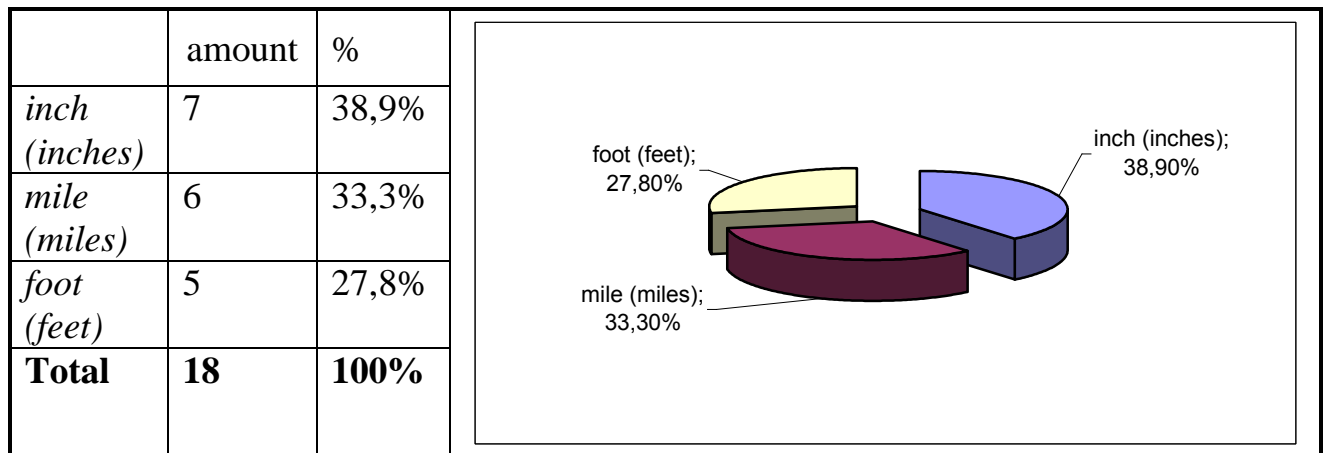 amount %
inch 7 38,9%
(inches)
mile 6 33,3%
(miles)
foot 5 27,8%
(feet)
Total 18 100%
foot (feet);
27,80%
inch (inches);
38,90%
mile (miles);
33,30%